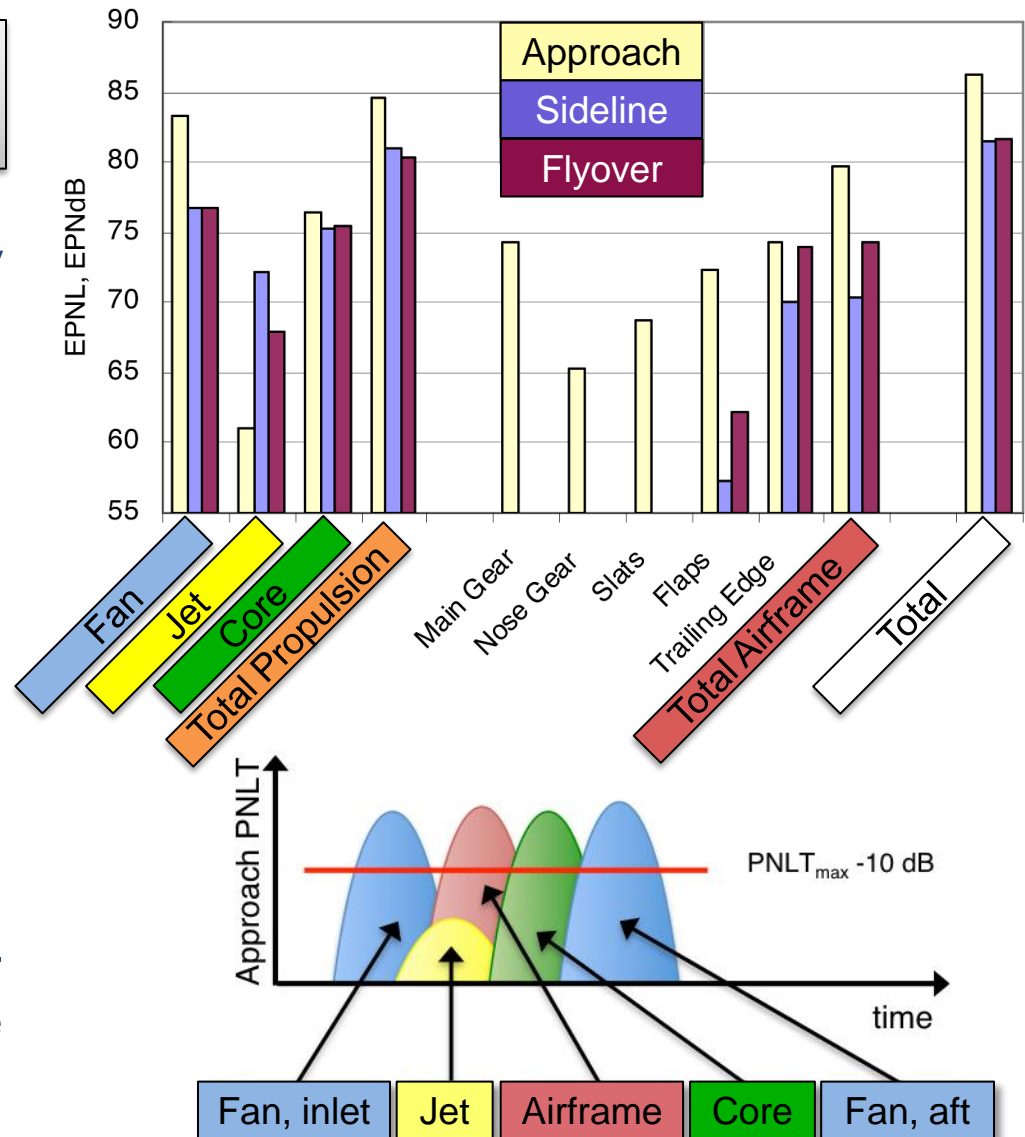 90
85
80
75
70
65
60
55
EPNL, EPNdB
Approach
Sideline
Flyover
Fan
Jet
Core
Total Propulsion
Main Gear
Nose Gear
Slats
Flaps
Trailing Edge
Total Airframe
Total
Approach PNLT
PNLTmax -10 dB
time
Fan, inlet
Jet
Airframe
Core
Fan, aft